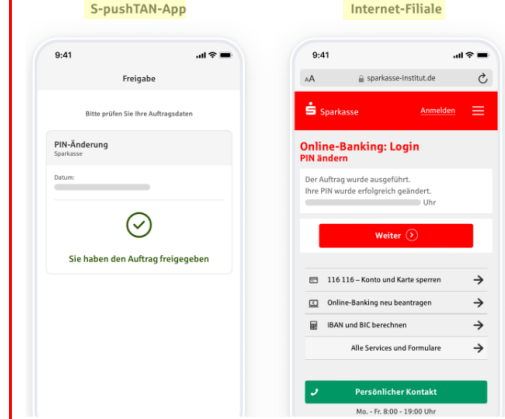 S-pushTAN-App
9:41
Freigabe
Bitte prüfen Sie Ihre Auftragsdaten
PIN-Änderung
Sparkasse
Datum:
Sie haben den Auftrag freigegeben
Internet-Filiale
9:41
AA sparkasse-institut.de
Sparkasse Anmelden
Online-Banking: Login
PIN ändern
Der Auftrag wurde ausgeführt.
Ihre PIN wurde erfolgreich geändert.
Uhr
Weiter
116 116 – Konto und Karte sperren
Online-Banking neu beantragen
IBAN und BIC berechnen
Alle Services und Formulare
Persönlicher Kontakt
Mo. - Fr. 8:00 - 19:00 Uhr